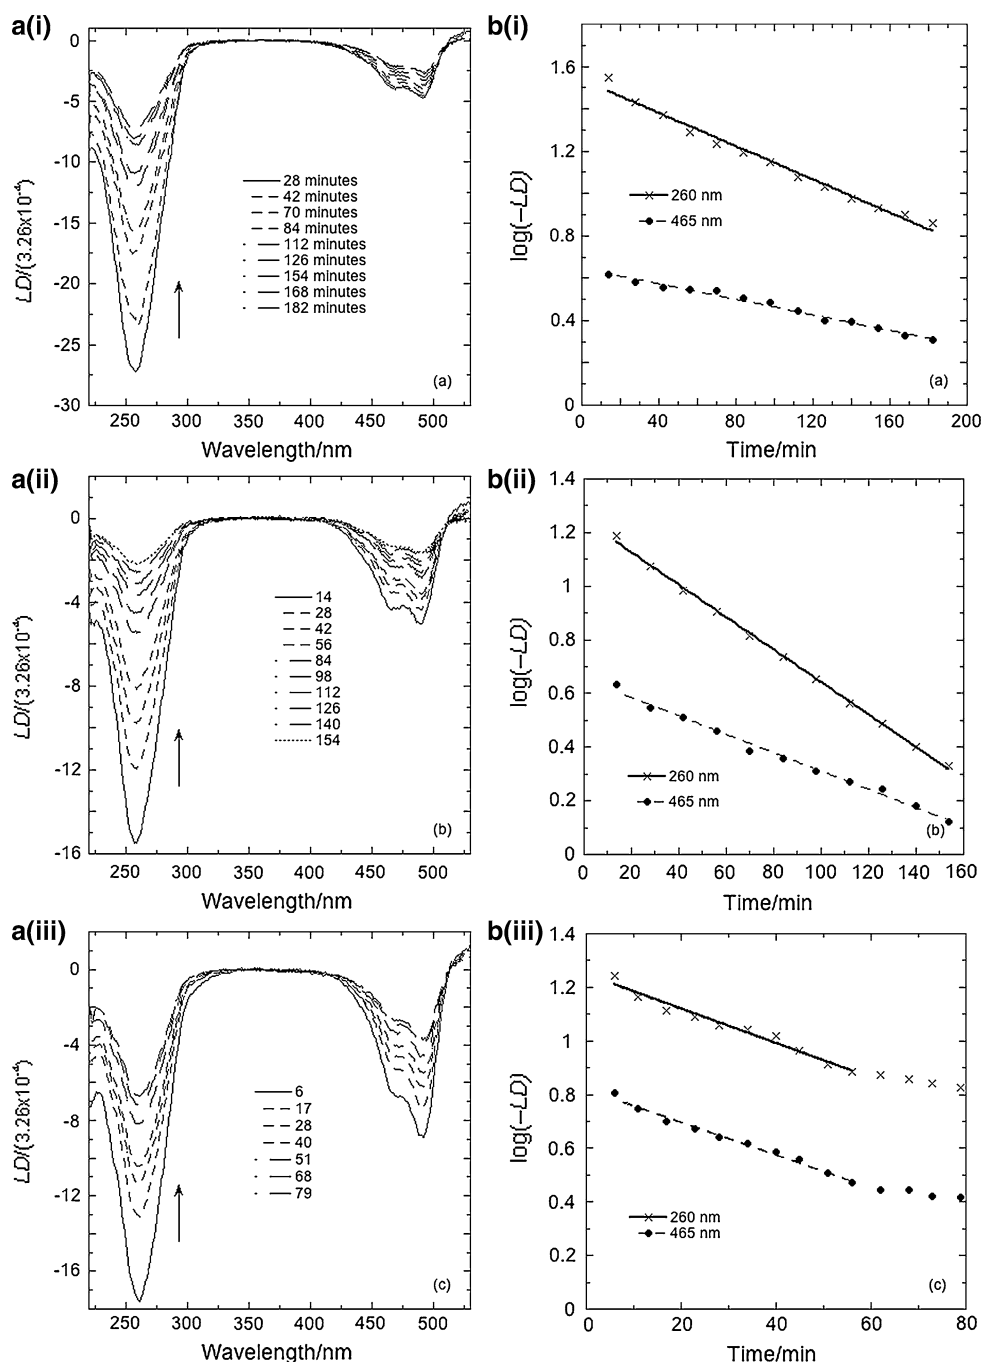 a(i)
0
-5
-10
-15
-20
-25
-30
LD/(3.26x10⁻⁴)
28 minutes
42 minutes
70 minutes
84 minutes
112 minutes
126 minutes
154 minutes
168 minutes
182 minutes
(a)
250 300 350 400 450 500
Wavelength/nm
b(i)
1.6
1.2
0.8
0.4
0
log(−LD)
260 nm
465 nm
(a)
0 40 80 120 160 200
Time/min
a(ii)
0
-4
-8
-12
-16
LD/(3.26x10⁻⁴)
14
28
42
56
84
98
112
126
140
154
(b)
250 300 350 400 450 500
Wavelength/nm
b(ii)
1.4
1.2
1
0.8
0.6
0.4
0.2
0
log(−LD)
260 nm
465 nm
(b)
0 20 40 60 80 100 120 140 160
Time/min
a(iii)
0
-4
-8
-12
-16
LD/(3.26x10⁻⁴)
6
17
28
40
51
68
79
(c)
250 300 350 400 450 500
Wavelength/nm
b(iii)
1.4
1.2
1
0.8
0.6
0.4
0.2
0
log(−LD)
260 nm
465 nm
(c)
0 20 40 60 80
Time/min